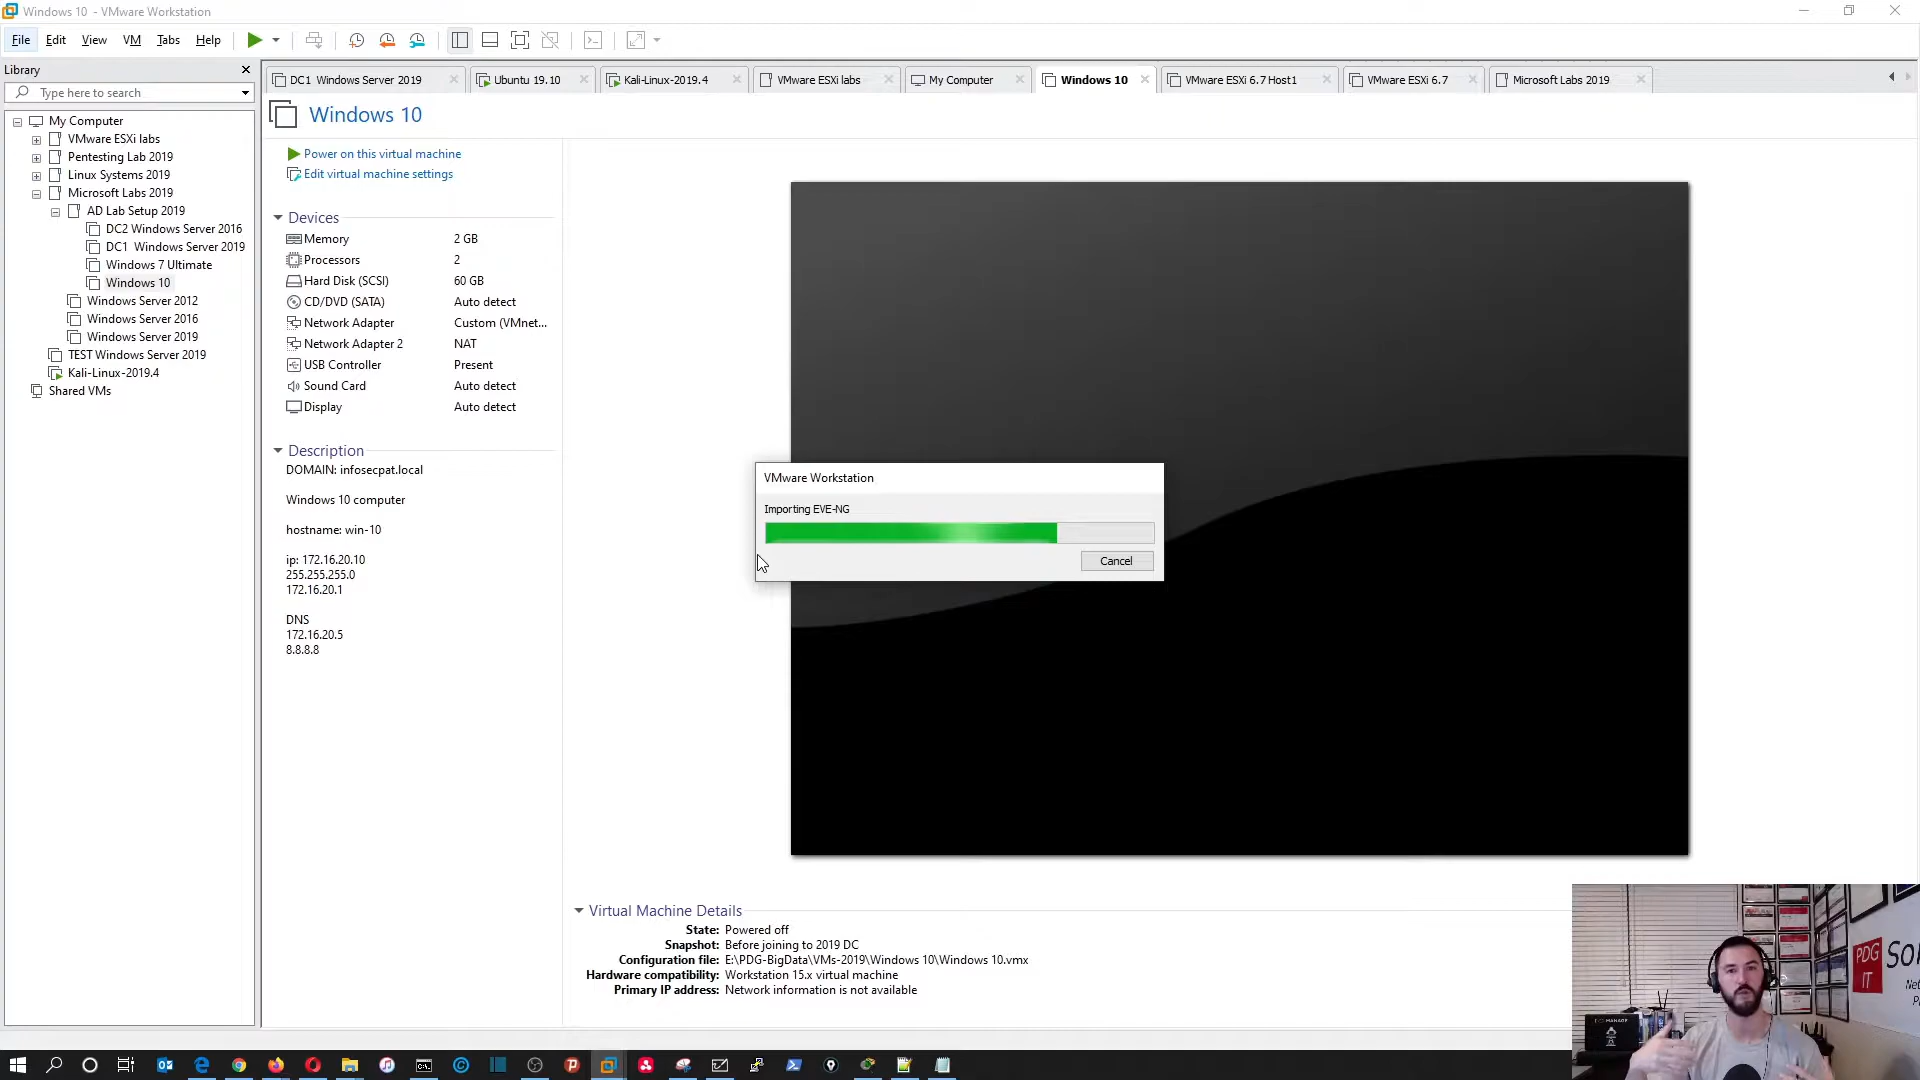 Windows 10 - VMware Workstation
File Edit View VM Tabs Help
Library
Type here to search
My Computer
VMware ESXi labs
Pentesting Lab 2019
Linux Systems 2019
Microsoft Labs 2019
AD Lab Setup 2019
DC2 Windows Server 2016
DC1 Windows Server 2019
Windows 7 Ultimate
Windows 10
Windows Server 2012
Windows Server 2016
Windows Server 2019
TEST Windows Server 2019
Kali-Linux-2019.4
Shared VMs
DC1 Windows Server 2019 Ubuntu 19.10 Kali-Linux-2019.4 VMware ESXi labs My Computer Windows 10 VMware ESXi 6.7 Host1 VMware ESXi 6.7 Microsoft Labs 2019
Windows 10
Power on this virtual machine
Edit virtual machine settings
Devices
Memory 2 GB
Processors 2
Hard Disk (SCSI) 60 GB
CD/DVD (SATA) Auto detect
Network Adapter Custom (VMnet...
Network Adapter 2 NAT
USB Controller Present
Sound Card Auto detect
Display Auto detect
Description
DOMAIN: infosecpat.local
Windows 10 computer
hostname: win-10
ip: 172.16.20.10
255.255.255.0
172.16.20.1
DNS
172.16.20.5
8.8.8.8
VMware Workstation
Importing EVE-NG
Cancel
Virtual Machine Details
State: Powered off
Snapshot: Before joining to 2019 DC
Configuration file: E:\PDG-BigData\VMs-2019\Windows 10\Windows 10.vmx
Hardware compatibility: Workstation 15.x virtual machine
Primary IP address: Network information is not available
PDG
IT